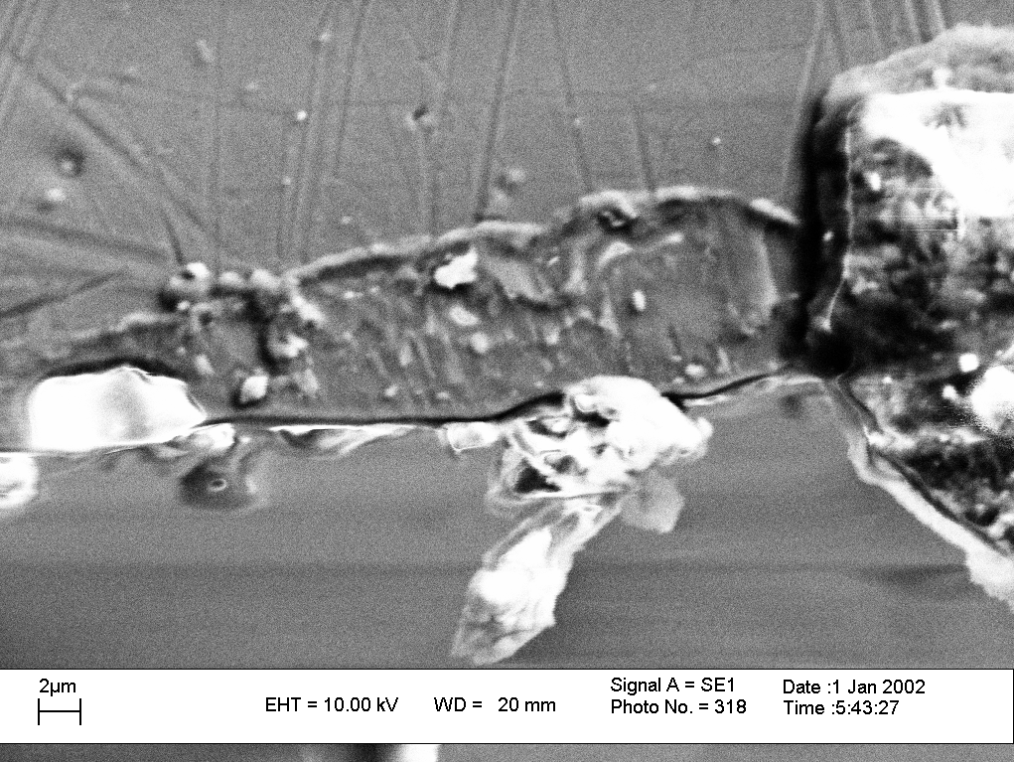 2µm
EHT = 10.00 kV
WD = 20 mm
Signal A = SE1
Photo No. = 318
Date :1 Jan 2002
Time :5:43:27